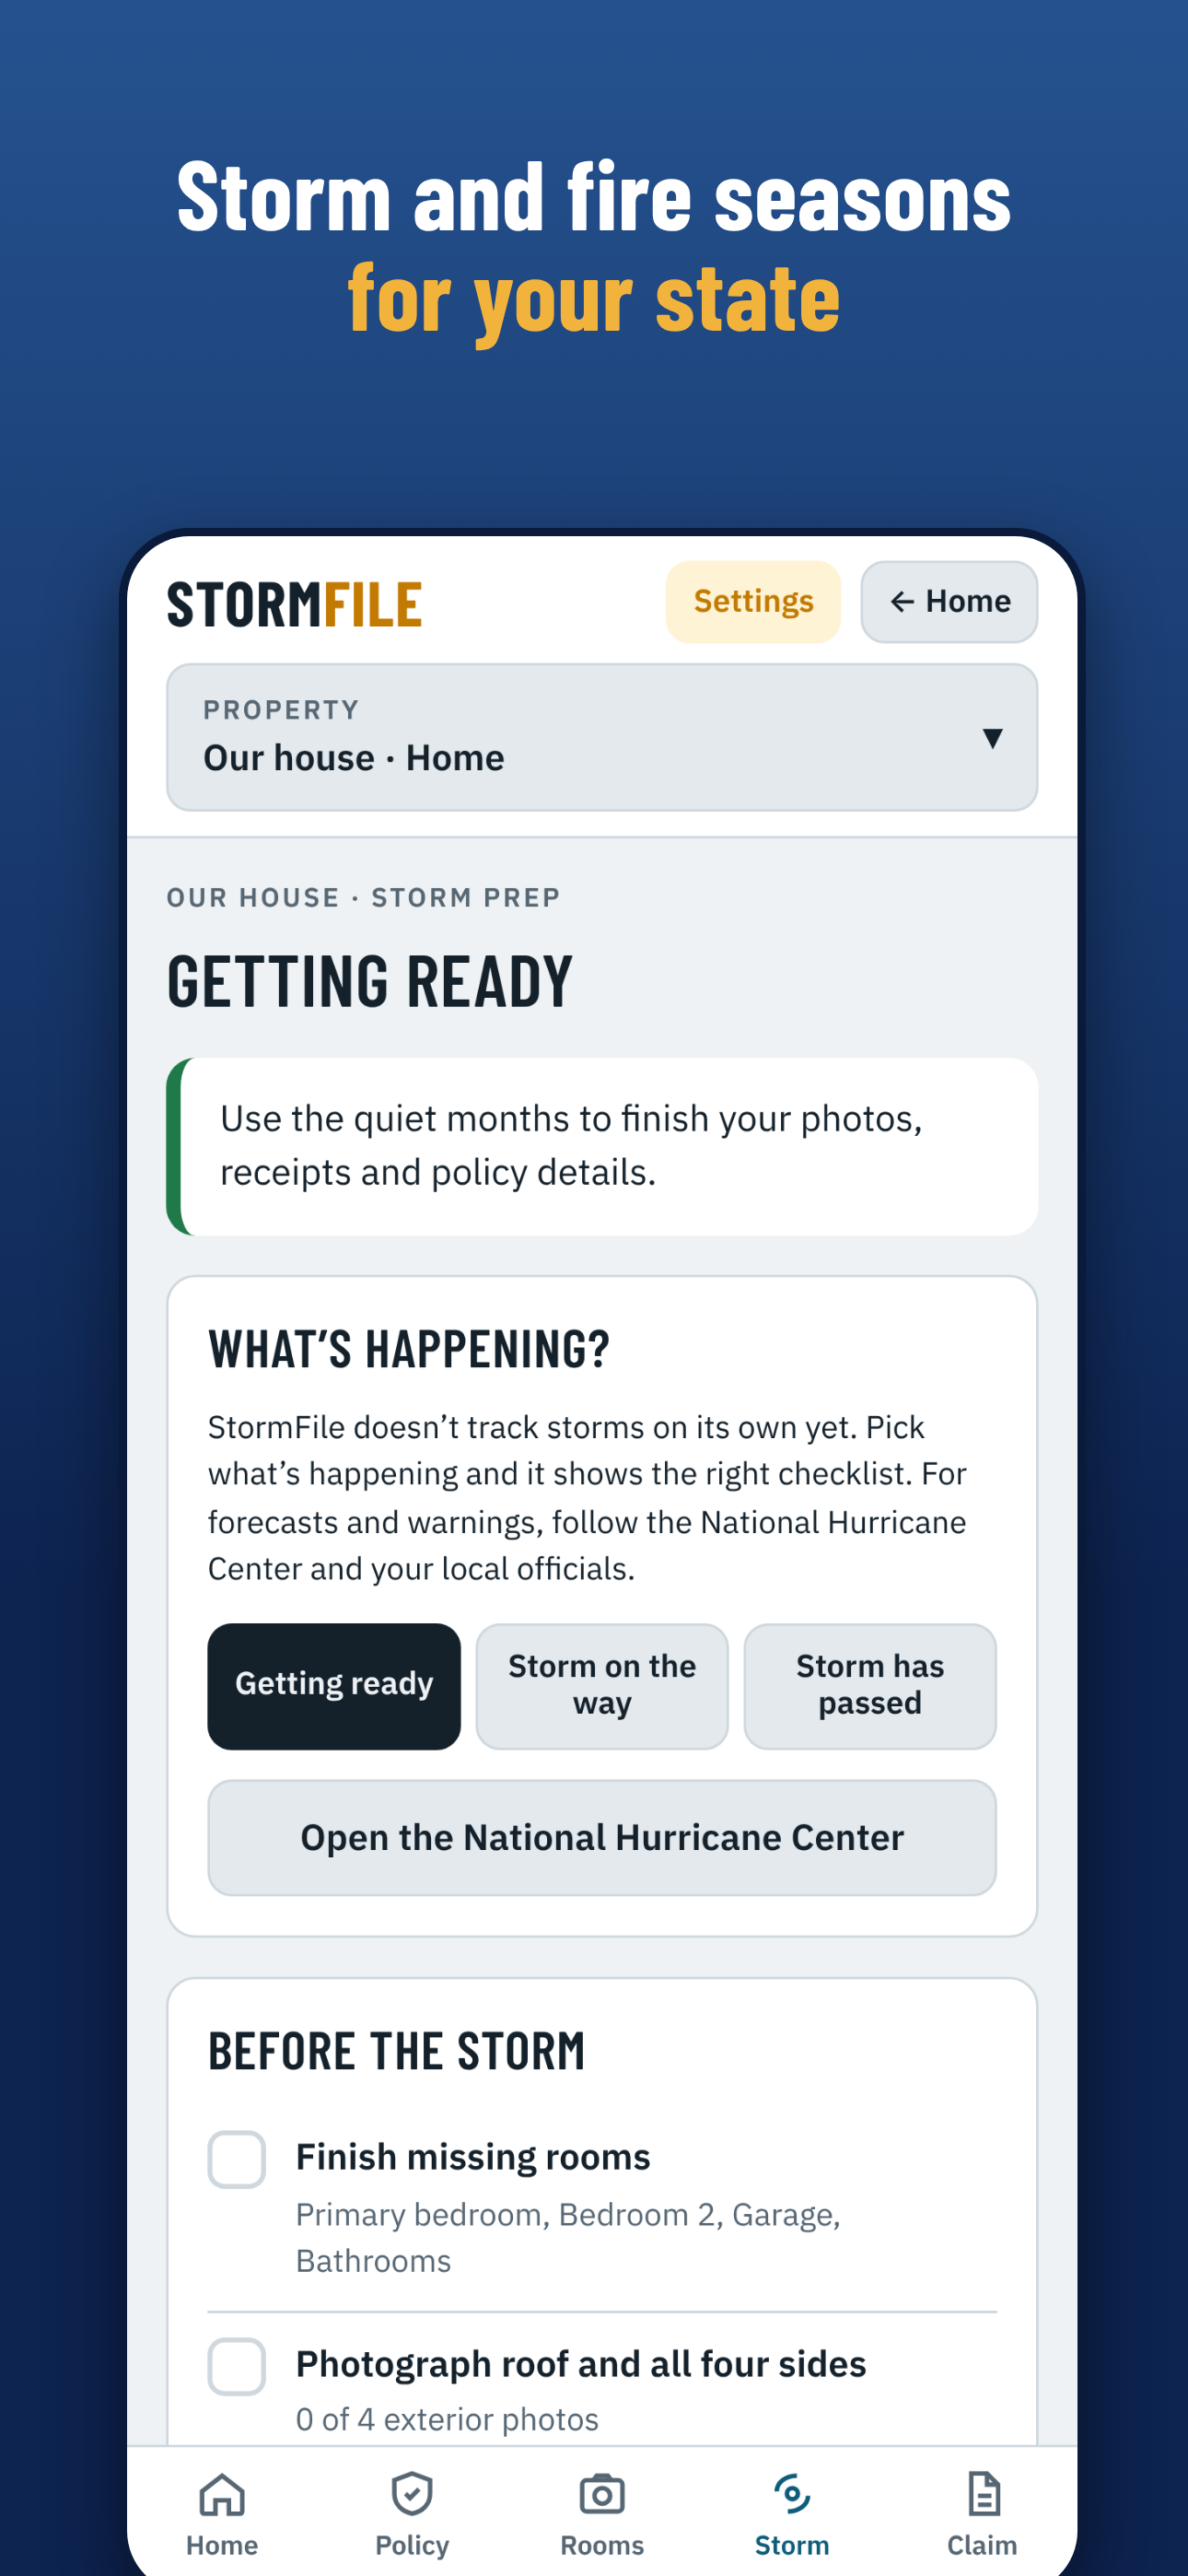 Storm and fire seasons
for your state
STORMFILE
Settings
← Home
PROPERTY
Our house · Home
▼
OUR HOUSE · STORM PREP
GETTING READY
Use the quiet months to finish your photos,
receipts and policy details.
WHAT’S HAPPENING?
StormFile doesn’t track storms on its own yet. Pick
what’s happening and it shows the right checklist. For
forecasts and warnings, follow the National Hurricane
Center and your local officials.
Getting ready
Storm on the
way
Storm has
passed
Open the National Hurricane Center
BEFORE THE STORM
Finish missing rooms
Primary bedroom, Bedroom 2, Garage,
Bathrooms
Photograph roof and all four sides
0 of 4 exterior photos
Home
Policy
Rooms
Storm
Claim